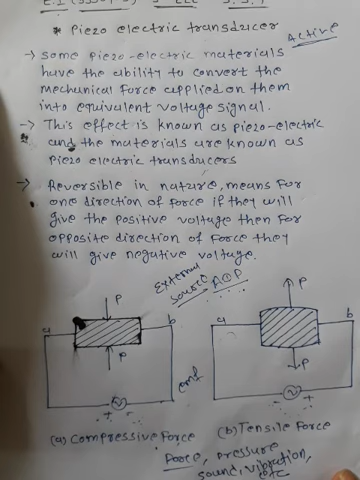 * Piezo electric transducer
Active
→ Some Piezo-electric materials
have the ability to convert the
mechanical Force applied on them
into equivalent voltage signal.
→ This effect is known as piezo-electric
and the materials are known as
piezo electric transducers
→ Reversible in nature, means for
one direction of force if they will
give the positive voltage then for
opposite direction of force they
will give negative voltage.
External
Source
P
P
a
b
P
P
a
b
emf
+
-
(a) Compressive Force
(b) Tensile Force
Force, pressure
sound, vibration,
etc